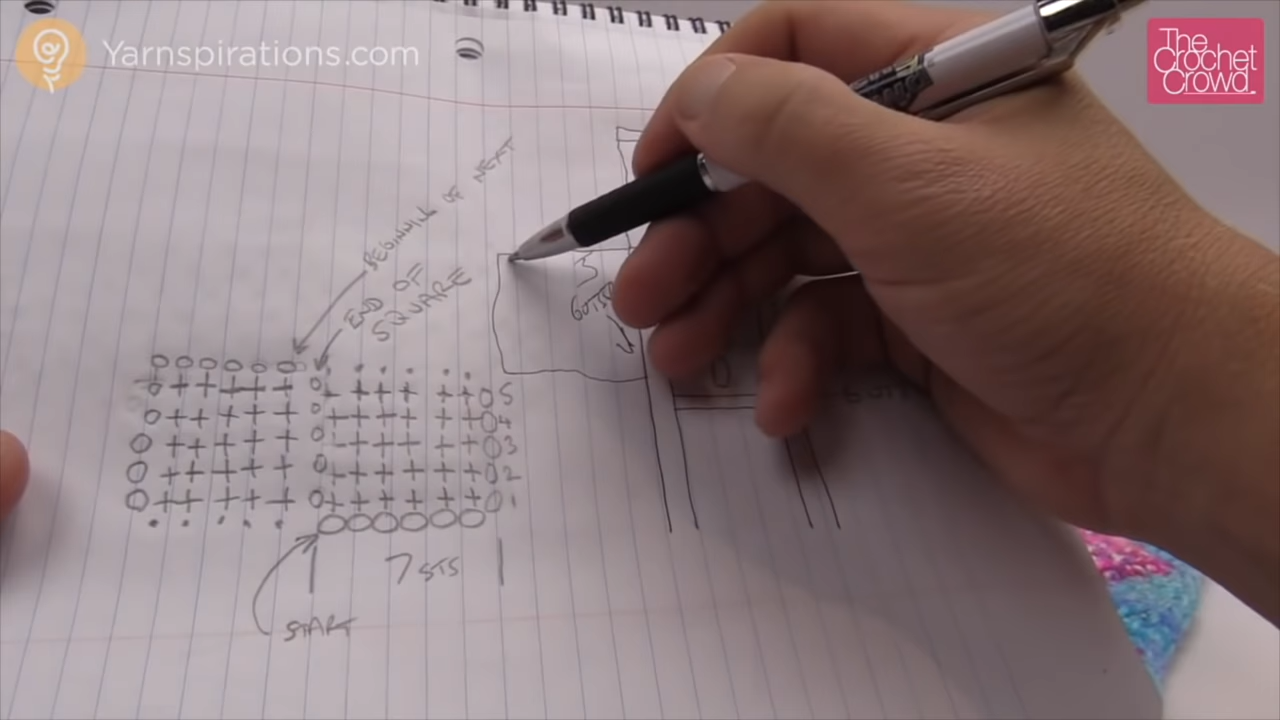 Yarnspirations.com
The
Crochet
Crowd
BEGINNING OF NEXT
END OF
SQUARE
3
5
4
3
2
1
7 STS
START